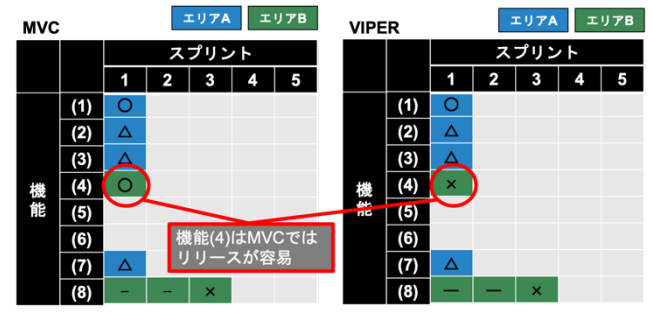 MVC
エリアA エリアB
スプリント
1 2 3 4 5
機能
(1) ○
(2) △
(3) △
(4) ○
(5)
(6)
(7) △
(8) − − ×
VIPER
エリアA エリアB
スプリント
1 2 3 4 5
機能
(1) ○
(2) △
(3) △
(4) ×
(5)
(6)
(7) △
(8) — — ×
機能(4)はMVCでは
リリースが容易